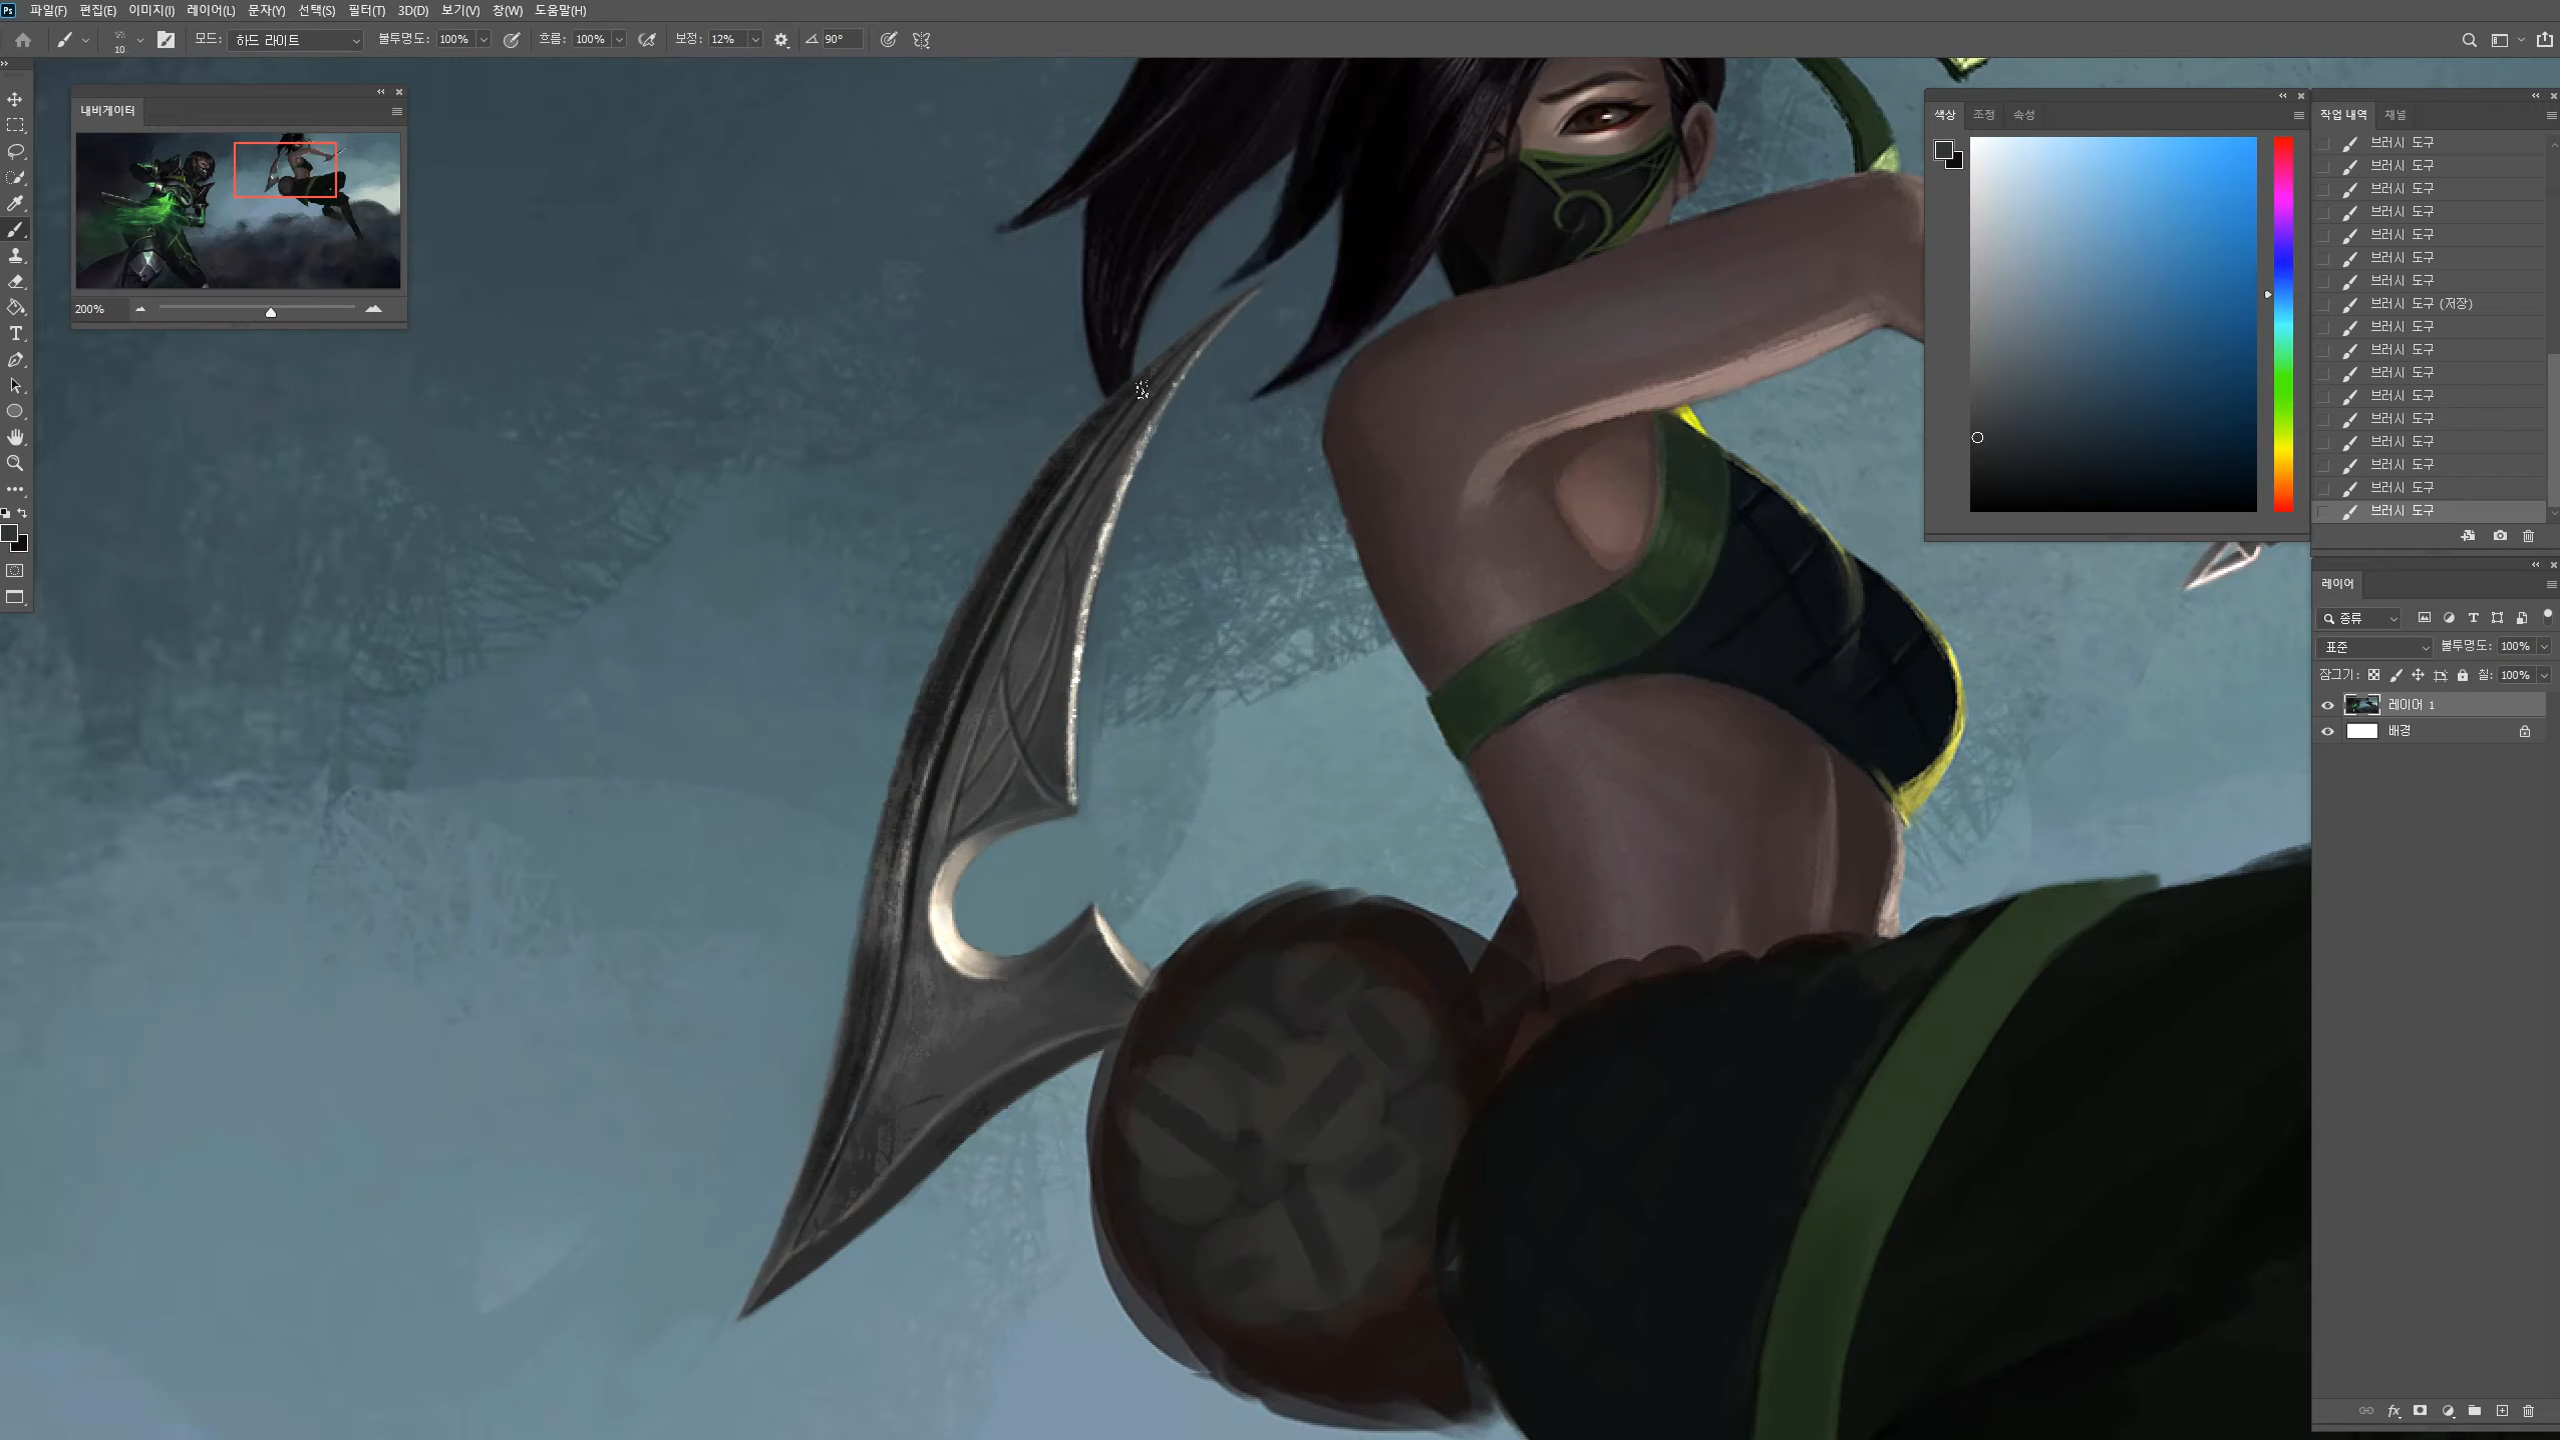 Ps 파일(F) 편집(E) 이미지(I) 레이어(L) 문자(Y) 선택(S) 필터(T) 3D(D) 보기(V) 창(W) 도움말(H)
10 모드: 하드 라이트 불투명도: 100% 흐름: 100% 보정: 12% 90°
내비게이터
200%
색상 조정 속성
작업 내역 채널
브러시 도구
브러시 도구
브러시 도구
브러시 도구
브러시 도구
브러시 도구
브러시 도구
브러시 도구 (저장)
브러시 도구
브러시 도구
브러시 도구
브러시 도구
브러시 도구
브러시 도구
브러시 도구
브러시 도구
브러시 도구
레이어
종류
표준 불투명도: 100%
잠그기: 칠: 100%
레이어 1
배경